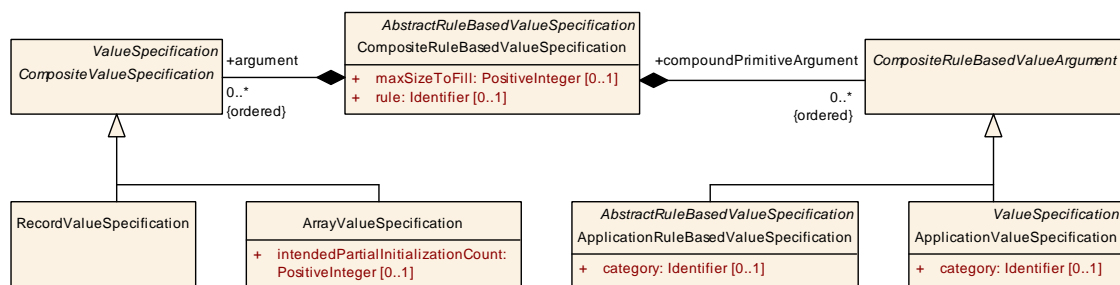 ValueSpecification
CompositeValueSpecification
+argument
0..*
{ordered}
AbstractRuleBasedValueSpecification
CompositeRuleBasedValueSpecification
+ maxSizeToFill: PositiveInteger [0..1]
+ rule: Identifier [0..1]
+compoundPrimitiveArgument
0..*
{ordered}
CompositeRuleBasedValueArgument
RecordValueSpecification
ArrayValueSpecification
+ intendedPartialInitializationCount:
PositiveInteger [0..1]
AbstractRuleBasedValueSpecification
ApplicationRuleBasedValueSpecification
+ category: Identifier [0..1]
ValueSpecification
ApplicationValueSpecification
+ category: Identifier [0..1]